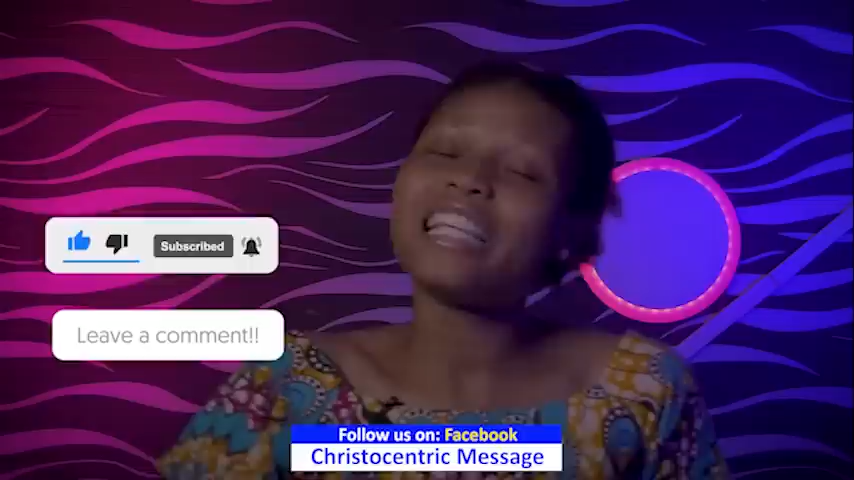 Subscribed
Leave a comment!!
Follow us on: Facebook
Christocentric Message